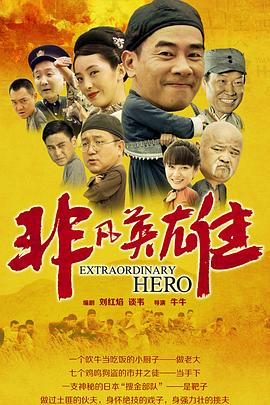 非凡英雄
EXTRAORDINARY
HERO
编剧 刘红焰 谈韦 导演 牛牛
一个吹牛当吃饭的小厨子——做老大
七个鸡鸣狗盗的市井之徒——当手下
一支神秘的日本“搜金部队”——是靶子
做过土匪的伙夫，身怀绝技的戏子，身强力壮的挑夫